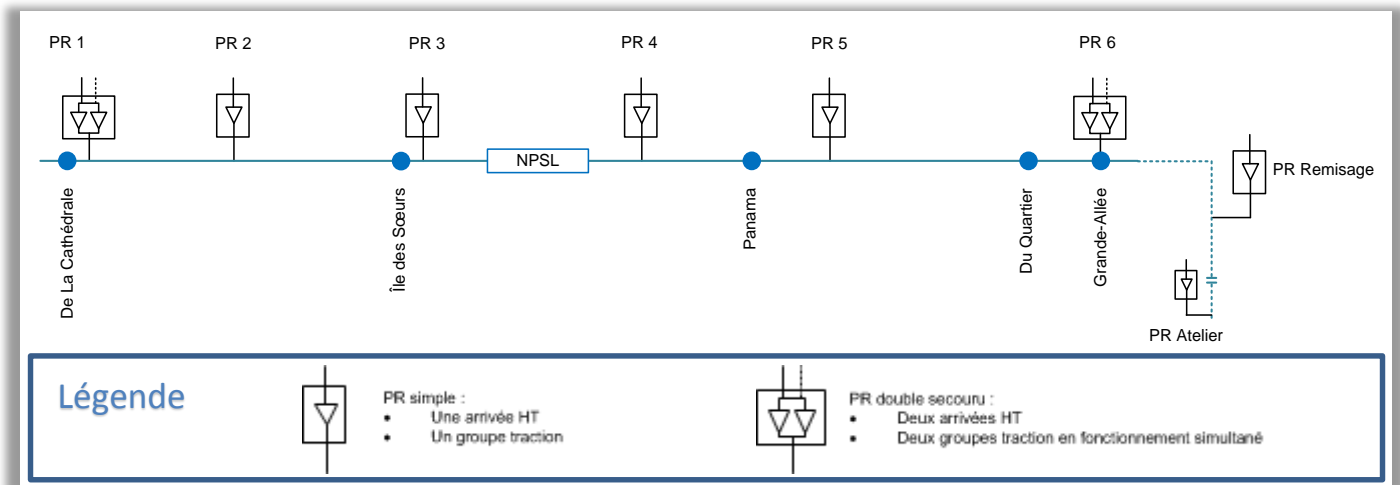 PR 1
PR 2
PR 3
PR 4
PR 5
PR 6
NPSL
PR Remisage
De La Cathédrale
Île des Sœurs
Panama
Du Quartier
Grande-Allée
PR Atelier
Légende
PR simple :
• Une arrivée HT
• Un groupe traction
PR double secouru :
• Deux arrivées HT
• Deux groupes traction en fonctionnement simultané